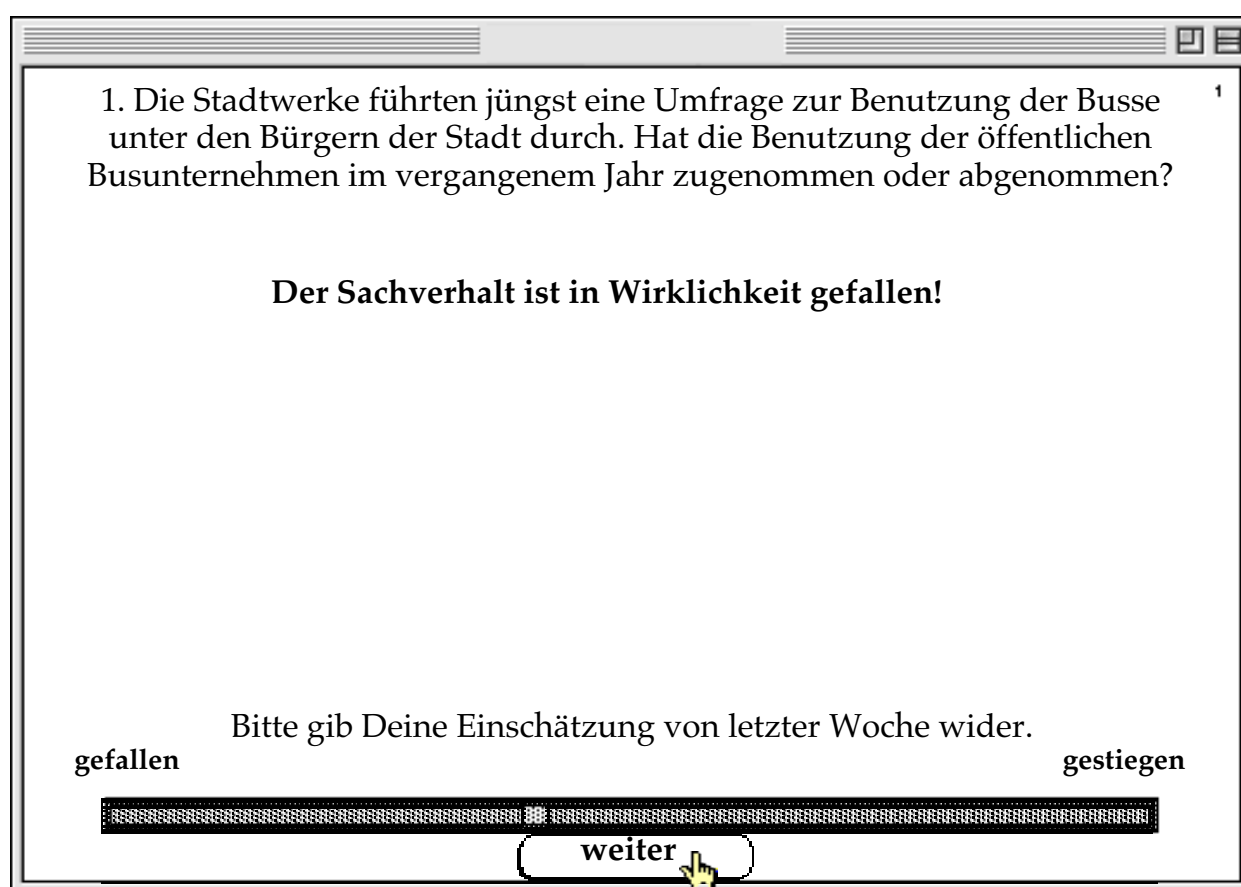 1. Die Stadtwerke führten jüngst eine Umfrage zur Benutzung der Busse
1
unter den Bürgern der Stadt durch. Hat die Benutzung der öffentlichen
Busunternehmen im vergangenem Jahr zugenommen oder abgenommen?
Der Sachverhalt ist in Wirklichkeit gefallen!
Bitte gib Deine Einschätzung von letzter Woche wider.
gefallen
gestiegen
weiter